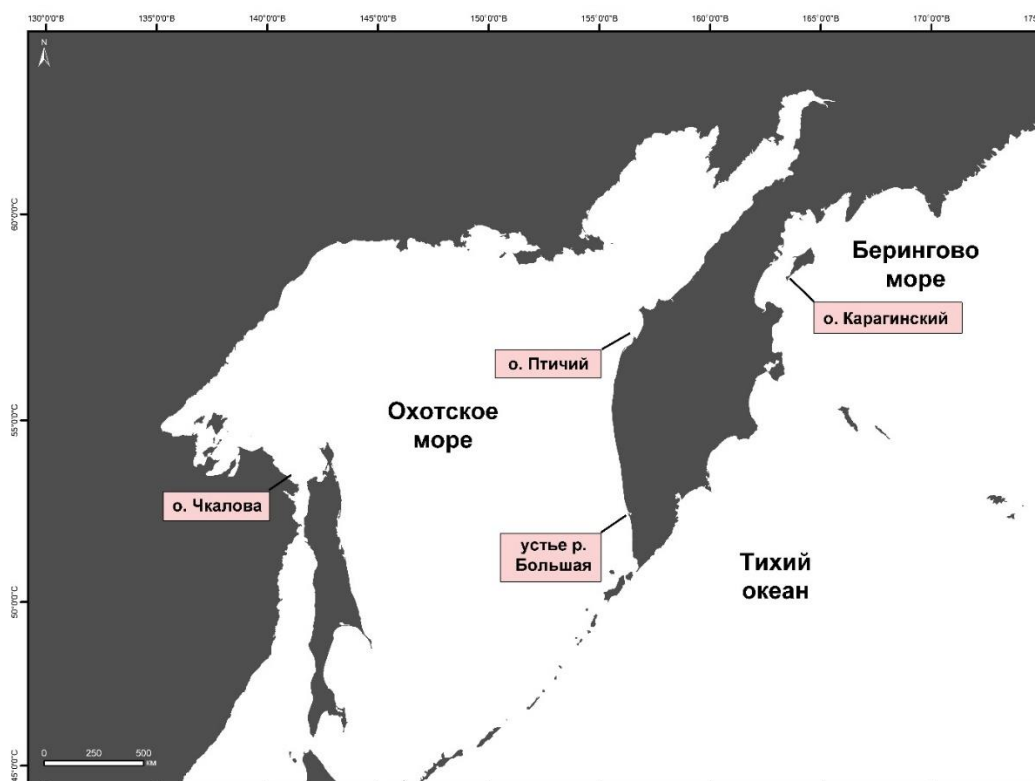 130°0'0"В
135°0'0"В
140°0'0"В
145°0'0"В
150°0'0"В
155°0'0"В
160°0'0"В
165°0'0"В
170°0'0"В
175
N
60°0'0"С
55°0'0"С
50°0'0"С
45°0'0"С
Берингово
море
о. Карагинский
о. Птичий
Охотское
море
о. Чкалова
устье р.
Большая
Тихий
океан
0 250 500
КМ